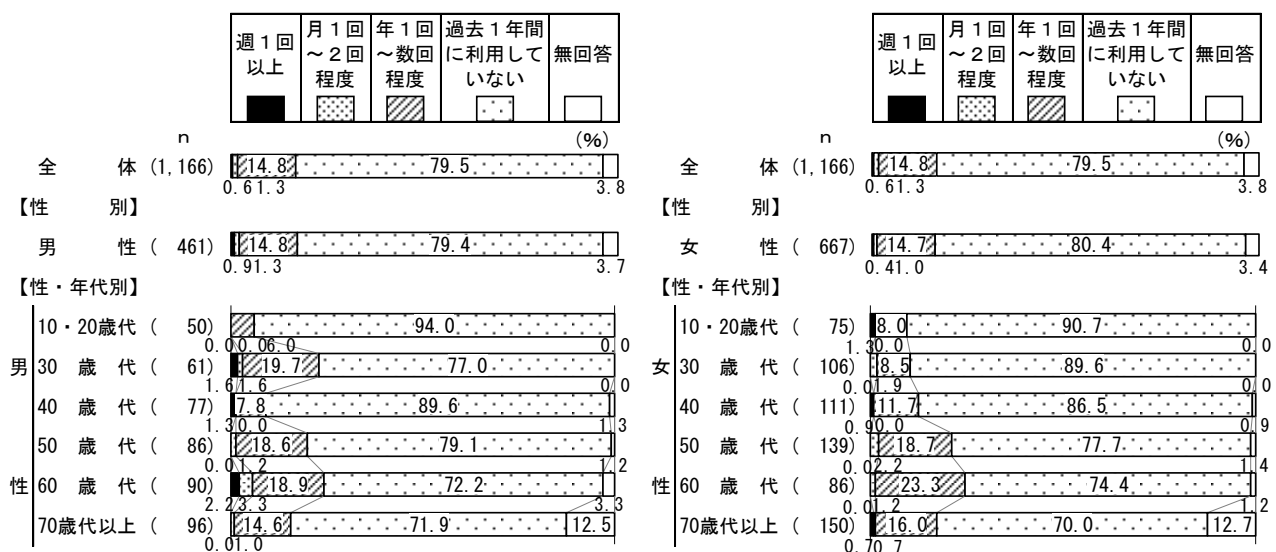 週１回以上 月１回～２回程度 年１回～数回程度 過去１年間に利用していない 無回答
n (%)
全体 (1,166) 0.6 1.3 14.8 79.5 3.8
【性別】
男性 ( 461) 0.9 1.3 14.8 79.4 3.7
【性・年代別】
男性
10・20歳代 ( 50) 0.0 0.0 6.0 94.0 0.0
30歳代 ( 61) 1.6 1.6 19.7 77.0 0.0
40歳代 ( 77) 1.3 0.0 7.8 89.6 1.3
50歳代 ( 86) 0.0 1.2 18.6 79.1 1.2
60歳代 ( 90) 2.2 3.3 18.9 72.2 3.3
70歳代以上 ( 96) 0.0 1.0 14.6 71.9 12.5
週１回以上 月１回～２回程度 年１回～数回程度 過去１年間に利用していない 無回答
n (%)
全体 (1,166) 0.6 1.3 14.8 79.5 3.8
【性別】
女性 ( 667) 0.4 1.0 14.7 80.4 3.4
【性・年代別】
女性
10・20歳代 ( 75) 1.3 0.0 8.0 90.7 0.0
30歳代 ( 106) 0.0 1.9 8.5 89.6 0.0
40歳代 ( 111) 0.9 0.0 11.7 86.5 0.9
50歳代 ( 139) 0.0 2.2 18.7 77.7 1.4
60歳代 ( 86) 0.0 1.2 23.3 74.4 1.2
70歳代以上 ( 150) 0.7 0.7 16.0 70.0 12.7